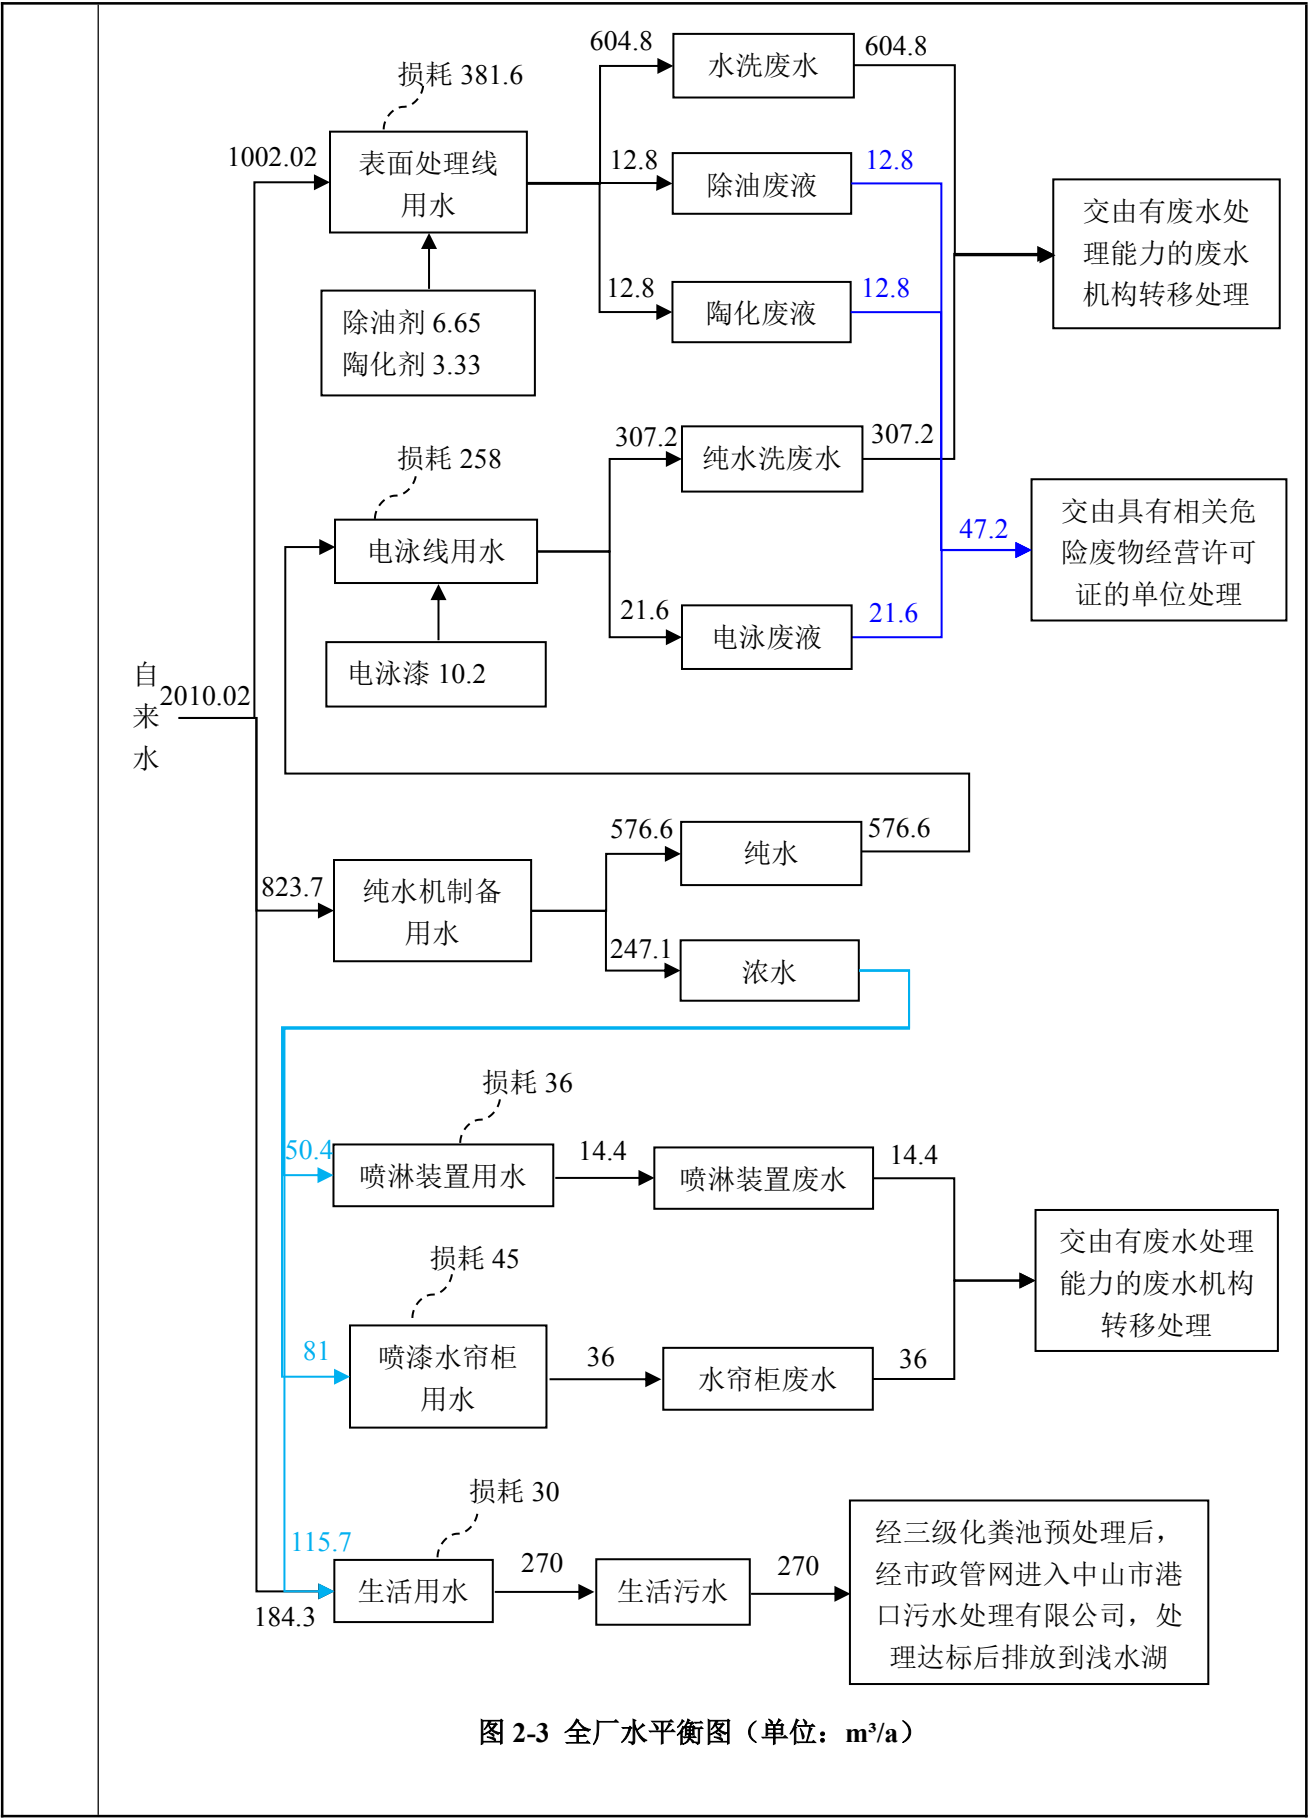 604.8
水洗废水
604.8
损耗 381.6
1002.02
表面处理线
用水
12.8
除油废液
12.8
交由有废水处
理能力的废水
机构转移处理
12.8
陶化废液
12.8
除油剂 6.65
陶化剂 3.33
307.2
纯水洗废水
307.2
损耗 258
电泳线用水
47.2
交由具有相关危
险废物经营许可
证的单位处理
21.6
电泳废液
21.6
电泳漆 10.2
自
来
水
2010.02
576.6
纯水
576.6
823.7
纯水机制备
用水
247.1
浓水
损耗 36
50.4
喷淋装置用水
14.4
喷淋装置废水
14.4
交由有废水处理
能力的废水机构
转移处理
损耗 45
81
喷漆水帘柜
用水
36
水帘柜废水
36
损耗 30
115.7
184.3
生活用水
270
生活污水
270
经三级化粪池预处理后，
经市政管网进入中山市港
口污水处理有限公司，处
理达标后排放到浅水湖
图 2-3 全厂水平衡图（单位：m³/a）